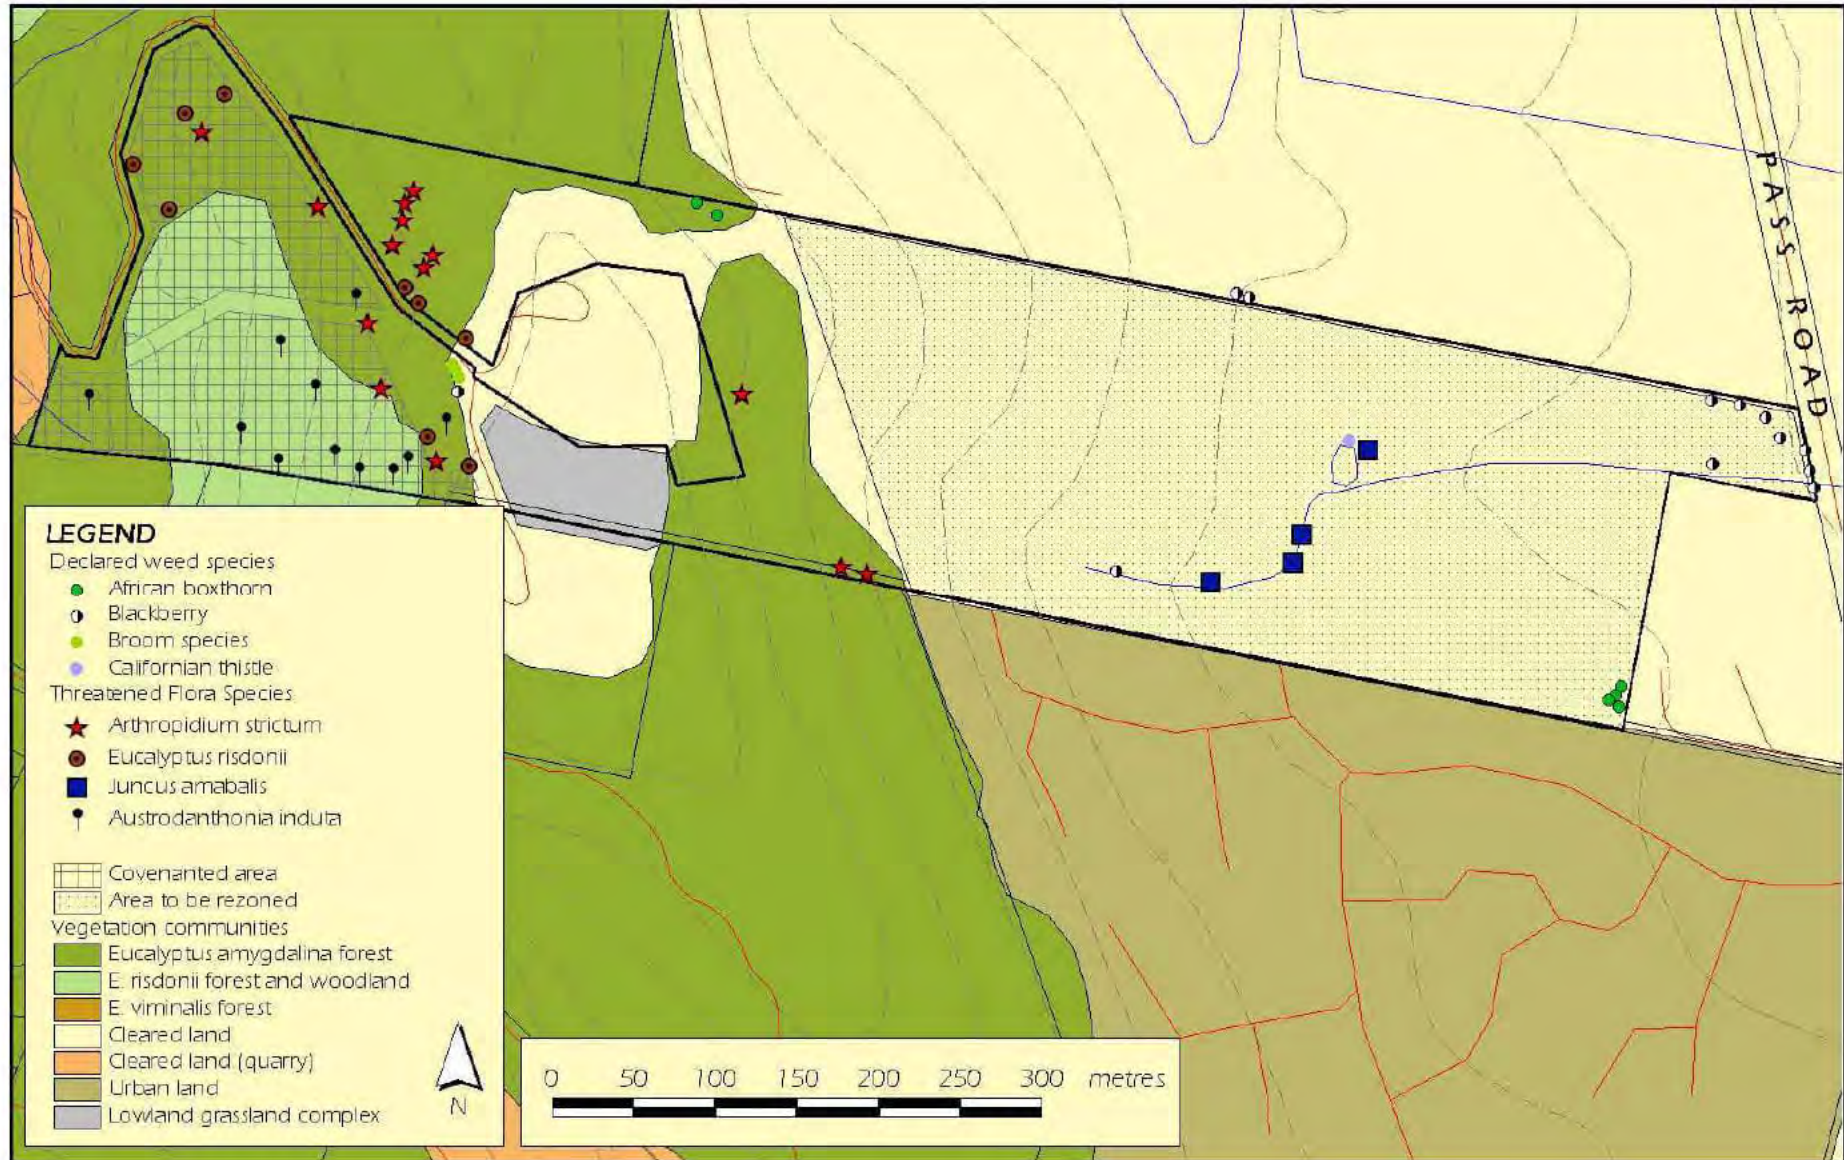 PASS ROAD
LEGEND
Declared weed species
African boxthorn
Blackberry
Broom species
Californian thistle
Threatened Flora Species
Arthropidium strictum
Eucalyptus risdonii
Juncus amabalis
Austrodanthonia induta
Covenanted area
Area to be rezoned
Vegetation communities
Eucalyptus amygdalina forest
E. risdonii forest and woodland
E. viminalis forest
Cleared land
Cleared land (quarry)
Urban land
Lowland grassland complex
N
0 50 100 150 200 250 300 metres